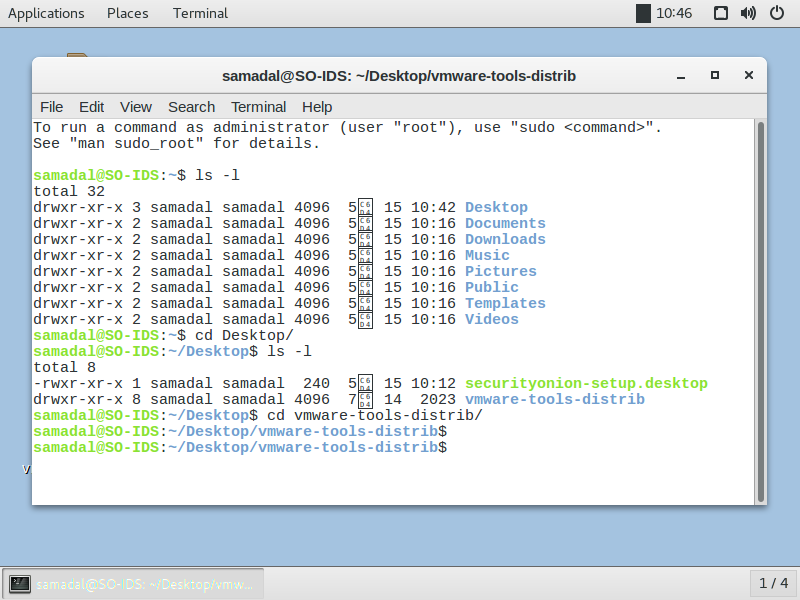 Applications Places Terminal 10:46
samadal@SO-IDS: ~/Desktop/vmware-tools-distrib
File Edit View Search Terminal Help
To run a command as administrator (user "root"), use "sudo <command>".
See "man sudo_root" for details.
samadal@SO-IDS:~$ ls -l
total 32
drwxr-xr-x 3 samadal samadal 4096 5월 15 10:42 Desktop
drwxr-xr-x 2 samadal samadal 4096 5월 15 10:16 Documents
drwxr-xr-x 2 samadal samadal 4096 5월 15 10:16 Downloads
drwxr-xr-x 2 samadal samadal 4096 5월 15 10:16 Music
drwxr-xr-x 2 samadal samadal 4096 5월 15 10:16 Pictures
drwxr-xr-x 2 samadal samadal 4096 5월 15 10:16 Public
drwxr-xr-x 2 samadal samadal 4096 5월 15 10:16 Templates
drwxr-xr-x 2 samadal samadal 4096 5월 15 10:16 Videos
samadal@SO-IDS:~$ cd Desktop/
samadal@SO-IDS:~/Desktop$ ls -l
total 8
-rwxr-xr-x 1 samadal samadal 240 5월 15 10:12 securityonion-setup.desktop
drwxr-xr-x 8 samadal samadal 4096 7월 14 2023 vmware-tools-distrib
samadal@SO-IDS:~/Desktop$ cd vmware-tools-distrib/
samadal@SO-IDS:~/Desktop/vmware-tools-distrib$
samadal@SO-IDS:~/Desktop/vmware-tools-distrib$
samadal@SO-IDS: ~/Desktop/vmw... 1 / 4